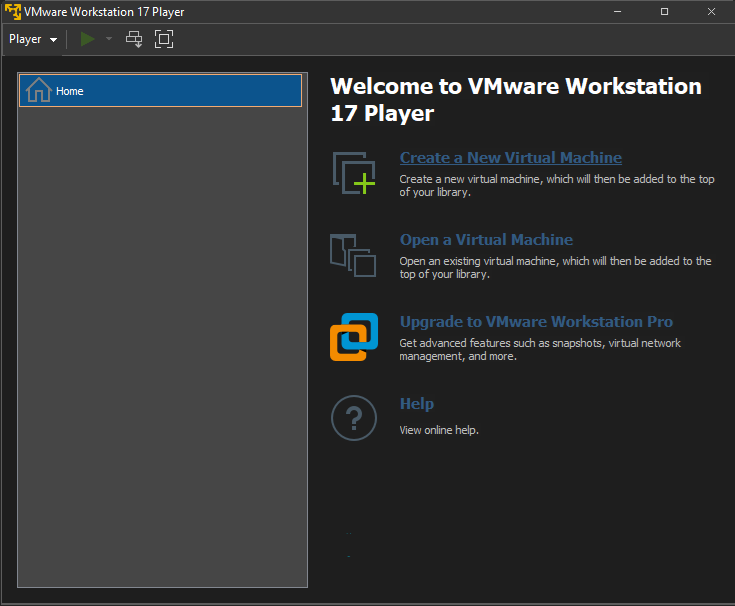 VMware Workstation 17 Player
Player
Home
Welcome to VMware Workstation
17 Player
Create a New Virtual Machine
Create a new virtual machine, which will then be added to the top
of your library.
Open a Virtual Machine
Open an existing virtual machine, which will then be added to the
top of your library.
Upgrade to VMware Workstation Pro
Get advanced features such as snapshots, virtual network
management, and more.
Help
View online help.